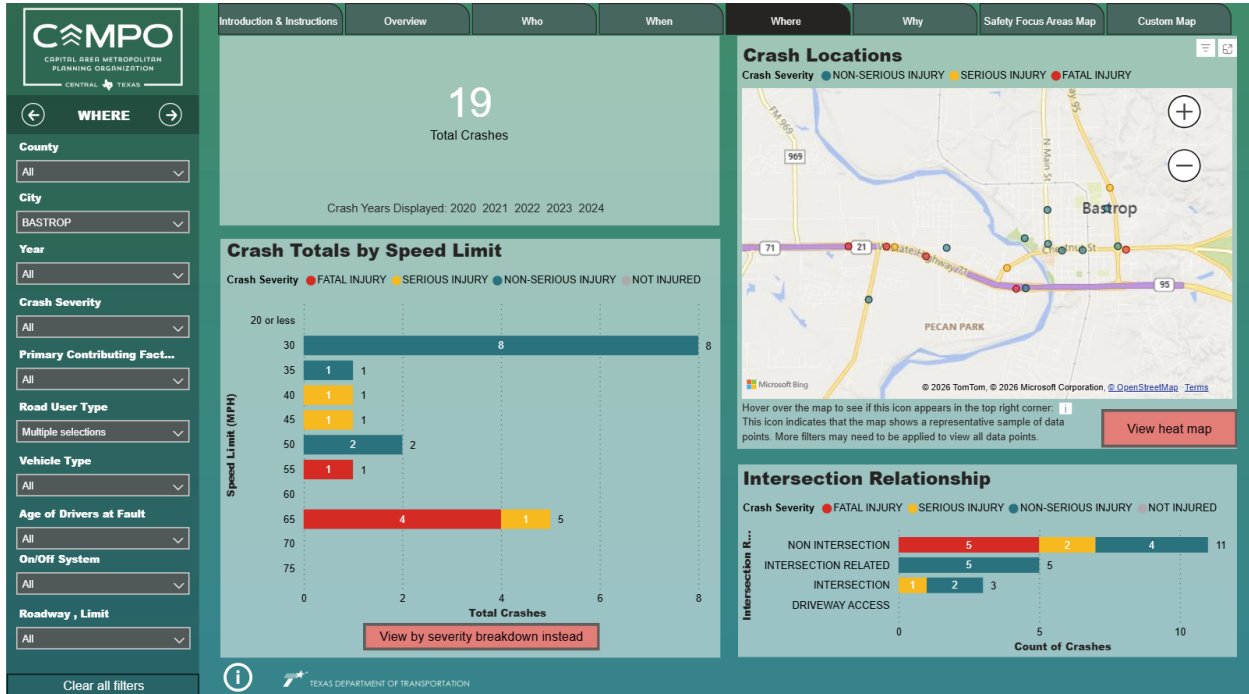 CAMPO
CAPITAL AREA METROPOLITAN
PLANNING ORGANIZATION
CENTRAL TEXAS
WHERE
County
All
City
BASTROP
Year
All
Crash Severity
All
Primary Contributing Fact...
All
Road User Type
Multiple selections
Vehicle Type
All
Age of Drivers at Fault
All
On/Off System
All
Roadway , Limit
All
Clear all filters
Introduction & Instructions
Overview
Who
When
Where
Why
Safety Focus Areas Map
Custom Map
19
Total Crashes
Crash Years Displayed: 2020 2021 2022 2023 2024
Crash Totals by Speed Limit
Crash Severity FATAL INJURY SERIOUS INJURY NON-SERIOUS INJURY NOT INJURED
Speed Limit (MPH)
20 or less
30 8 8
35 1 1
40 1 1
45 1 1
50 2 2
55 1 1
60
65 4 1 5
70
75
0 2 4 6 8
Total Crashes
View by severity breakdown instead
i
TEXAS DEPARTMENT OF TRANSPORTATION
Crash Locations
Crash Severity NON-SERIOUS INJURY SERIOUS INJURY FATAL INJURY
FM 969
969
N Main St
Bastrop
71
21
W State Highway 71
Chestnut St
95
PECAN PARK
Microsoft Bing
© 2026 TomTom, © 2026 Microsoft Corporation, © OpenStreetMap Terms
Hover over the map to see if this icon appears in the top right corner: i
This icon indicates that the map shows a representative sample of data
points. More filters may need to be applied to view all data points.
View heat map
Intersection Relationship
Crash Severity FATAL INJURY SERIOUS INJURY NON-SERIOUS INJURY NOT INJURED
Intersection R...
NON INTERSECTION 5 2 4 11
INTERSECTION RELATED 5 5
INTERSECTION 1 2 3
DRIVEWAY ACCESS
0 5 10
Count of Crashes